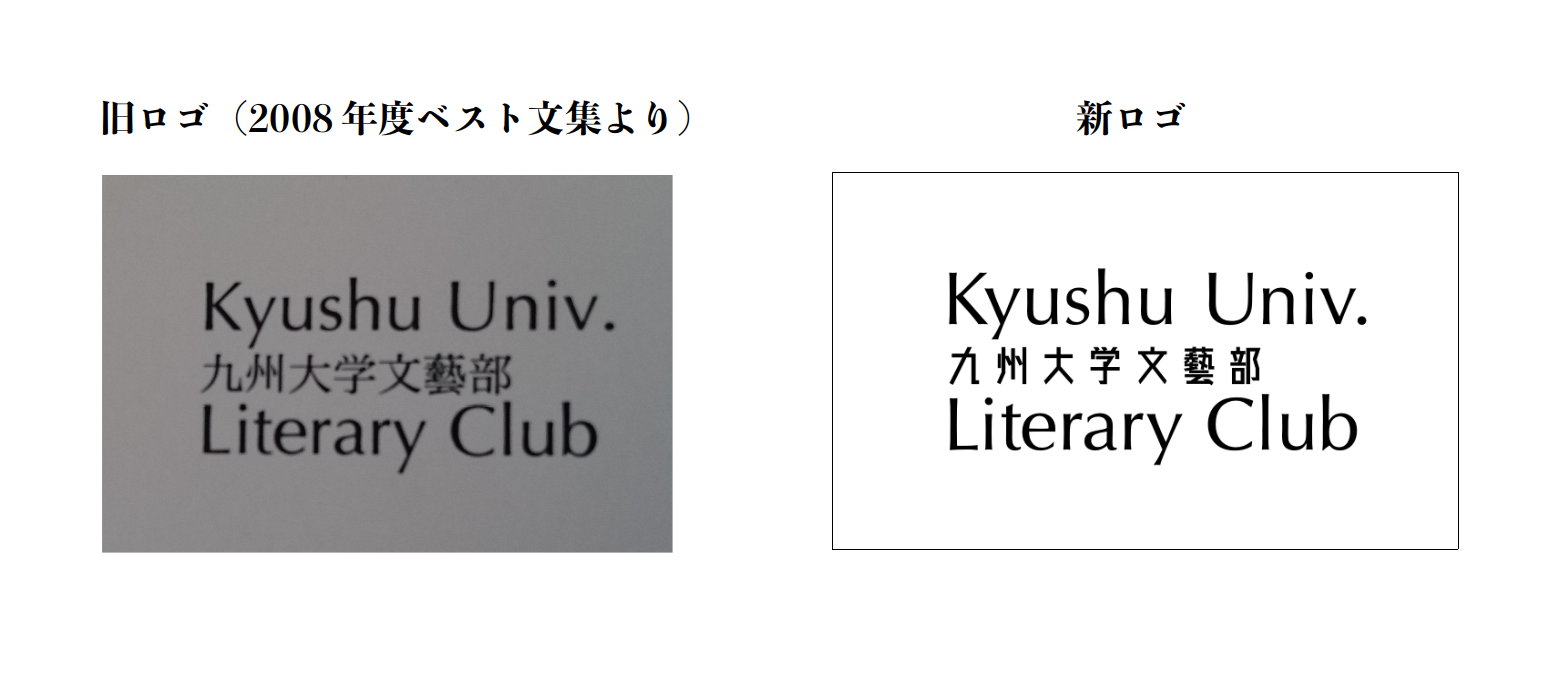 旧ロゴ（2008年度ベスト文集より）
Kyushu Univ.
九州大学文藝部
Literary Club
新ロゴ
Kyushu Univ.
九州大学文藝部
Literary Club